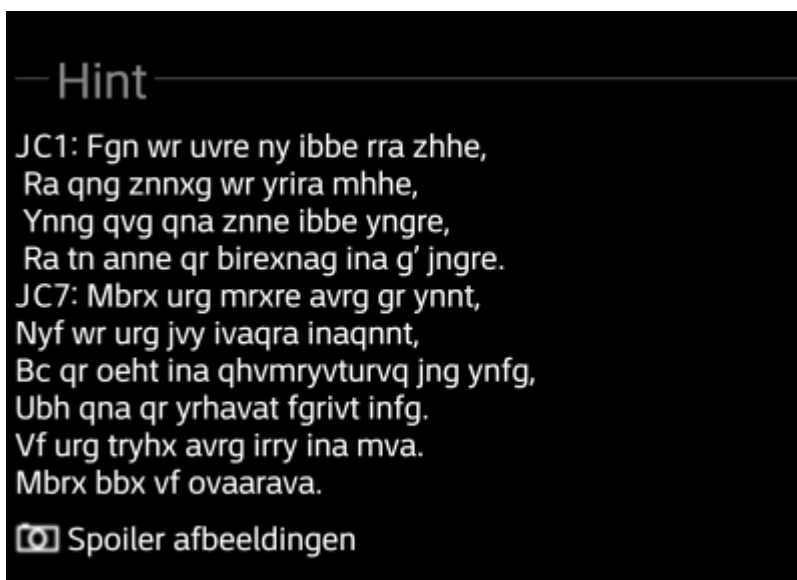 Hint
JC1: Fgn wr uvre ny ibbe rra zhhe,
Ra qng znnxg wr yrira mhhe,
Ynng qvg qna znne ibbe yngre,
Ra tn anne qr birexnag ina g' jngre.
JC7: Mbrx urg mrxre avrg gr ynnt,
Nyf wr urg jvy ivaqra inaqnnt,
Bc qr oeht ina qhvmryvturvq jng ynfg,
Ubh qna qr yrhavat fgrivt infg.
Vf urg tryhx avrg irry ina mva.
Mbrx bbx vf ovaarava.
Spoiler afbeeldingen